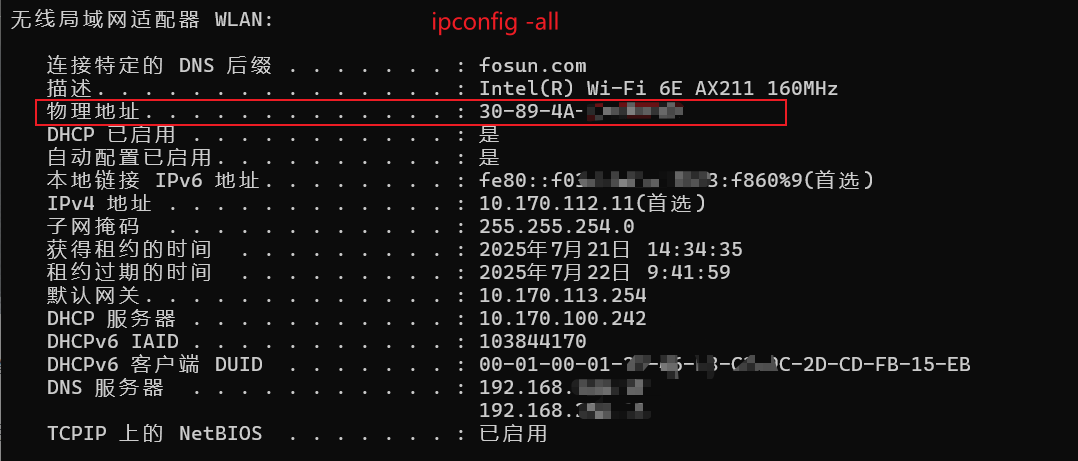 无线局域网适配器 WLAN:
ipconfig -all
连接特定的 DNS 后缀 . . . . . . . . : fosun.com
描述. . . . . . . . . . . . . . . : Intel(R) Wi-Fi 6E AX211 160MHz
物理地址. . . . . . . . . . . . . : 30-89-4A-
DHCP 已启用 . . . . . . . . . . . : 是
自动配置已启用. . . . . . . . . . : 是
本地链接 IPv6 地址. . . . . . . . : fe80::f03 3:f860%9(首选)
IPv4 地址 . . . . . . . . . . . . : 10.170.112.11(首选)
子网掩码 . . . . . . . . . . . . : 255.255.254.0
获得租约的时间 . . . . . . . . . : 2025年7月21日 14:34:35
租约过期的时间 . . . . . . . . . : 2025年7月22日 9:41:59
默认网关. . . . . . . . . . . . . : 10.170.113.254
DHCP 服务器 . . . . . . . . . . . : 10.170.100.242
DHCPv6 IAID . . . . . . . . . . . : 103844170
DHCPv6 客户端 DUID . . . . . . . : 00-01-00-01- -2D-CD-FB-15-EB
DNS 服务器 . . . . . . . . . . . : 192.168.
192.168.
TCPIP 上的 NetBIOS . . . . . . . : 已启用